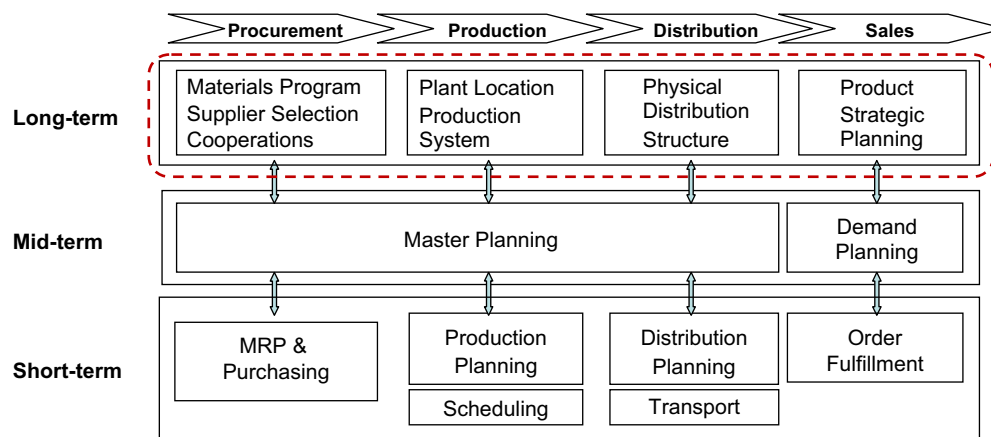 Procurement
Production
Distribution
Sales
Long-term
Materials Program
Supplier Selection
Cooperations
Plant Location
Production
System
Physical
Distribution
Structure
Product
Strategic
Planning
Mid-term
Master Planning
Demand
Planning
Short-term
MRP &
Purchasing
Production
Planning
Scheduling
Distribution
Planning
Transport
Order
Fulfillment